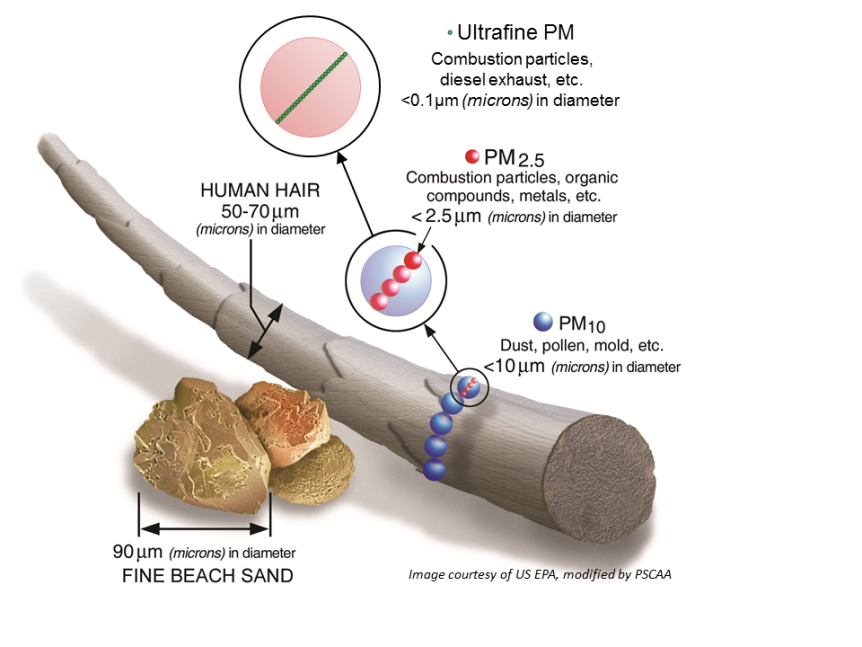 Ultrafine PM
Combustion particles,
diesel exhaust, etc.
<0.1µm (microns) in diameter
PM2.5
Combustion particles, organic
compounds, metals, etc.
< 2.5µm (microns) in diameter
HUMAN HAIR
50-70µm
(microns) in diameter
PM10
Dust, pollen, mold, etc.
<10µm (microns) in diameter
90µm (microns) in diameter
FINE BEACH SAND
Image courtesy of US EPA, modified by PSCAA